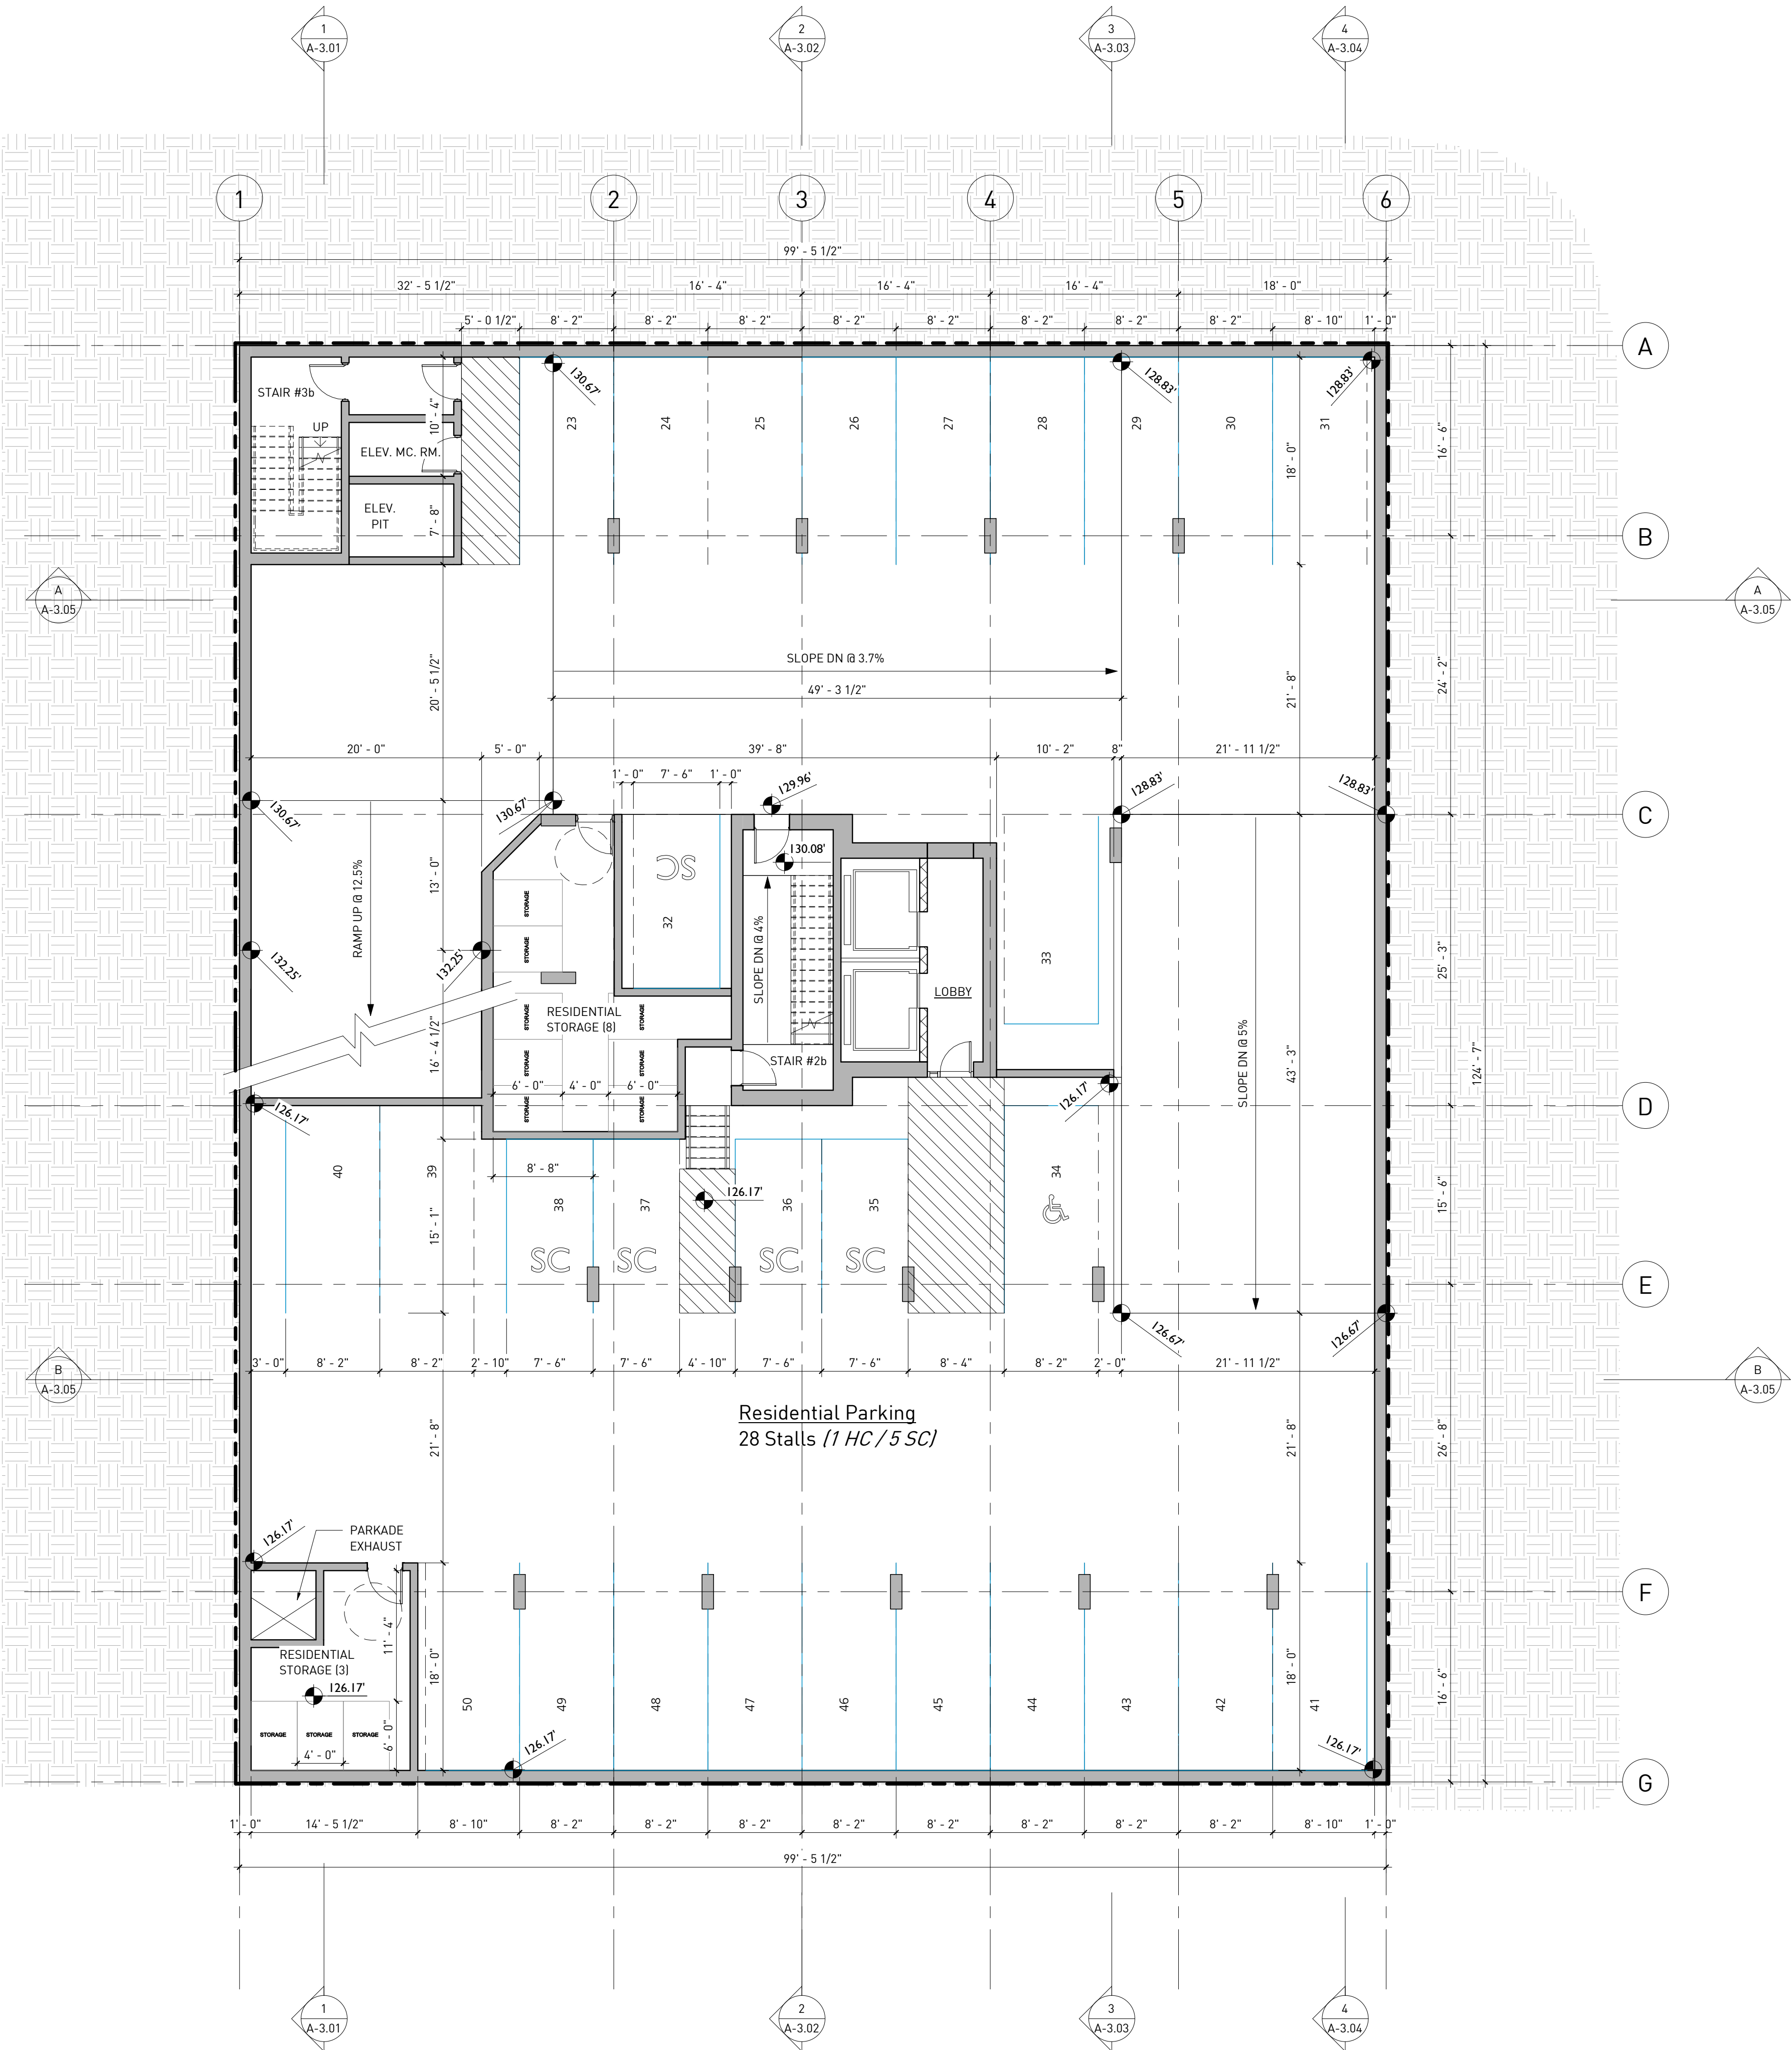 1
A-3.01
2
A-3.02
3
A-3.03
4
A-3.04
1
2
3
4
5
6
99' - 5 1/2"
32' - 5 1/2"
16' - 4"
16' - 4"
16' - 4"
18' - 0"
5' - 0 1/2"
8' - 2"
8' - 2"
8' - 2"
8' - 2"
8' - 2"
8' - 2"
8' - 2"
8' - 2"
8' - 10"
1' - 0"
A
STAIR #3b
UP
ELEV. MC. RM.
ELEV.
PIT
10' - 4"
7' - 8"
130.67'
128.83'
128.83'
23
24
25
26
27
28
29
30
31
18' - 0"
16' - 6"
B
A
A-3.05
A
A-3.05
SLOPE DN @ 3.7%
49' - 3 1/2"
20' - 5 1/2"
21' - 8"
24' - 2"
20' - 0"
5' - 0"
39' - 8"
10' - 2"
8"
21' - 11 1/2"
1' - 0"
7' - 6"
1' - 0"
130.67'
130.67'
129.96'
128.83'
128.83'
C
130.08'
RAMP UP @ 12.5%
13' - 0"
132.25'
132.25'
STORAGE
STORAGE
SC
32
SLOPE DN @ 4%
LOBBY
33
25' - 3"
RESIDENTIAL
STORAGE (8)
STORAGE
STORAGE
STORAGE
STORAGE
STORAGE
STORAGE
16' - 4 1/2"
6' - 0"
4' - 0"
6' - 0"
STAIR #2b
SLOPE DN @ 5%
43' - 3"
124' - 7"
126.17'
126.17'
D
40
39
8' - 8"
38
37
126.17'
36
35
34
15' - 1"
15' - 6"
SC
SC
SC
SC
E
126.67'
126.67'
3' - 0"
8' - 2"
8' - 2"
2' - 10"
7' - 6"
7' - 6"
4' - 10"
7' - 6"
7' - 6"
8' - 4"
8' - 2"
2' - 0"
21' - 11 1/2"
B
A-3.05
B
A-3.05
Residential Parking
28 Stalls (1 HC / 5 SC)
21' - 8"
21' - 8"
26' - 8"
126.17'
PARKADE
EXHAUST
F
11' - 4"
RESIDENTIAL
STORAGE (3)
126.17'
18' - 0"
18' - 0"
16' - 6"
50
49
48
47
46
45
44
43
42
41
STORAGE
STORAGE
STORAGE
4' - 0"
6' - 0"
126.17'
126.17'
G
1' - 0"
14' - 5 1/2"
8' - 10"
8' - 2"
8' - 2"
8' - 2"
8' - 2"
8' - 2"
8' - 2"
8' - 2"
8' - 2"
8' - 10"
1' - 0"
99' - 5 1/2"
1
A-3.01
2
A-3.02
3
A-3.03
4
A-3.04